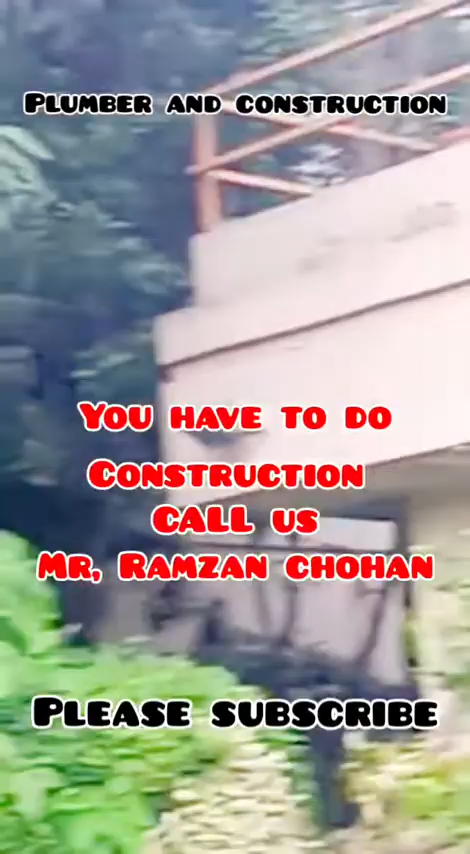 Plumber and construction
You have to do
Construction
CALL us
Mr, Ramzan chohan
Please subscribe